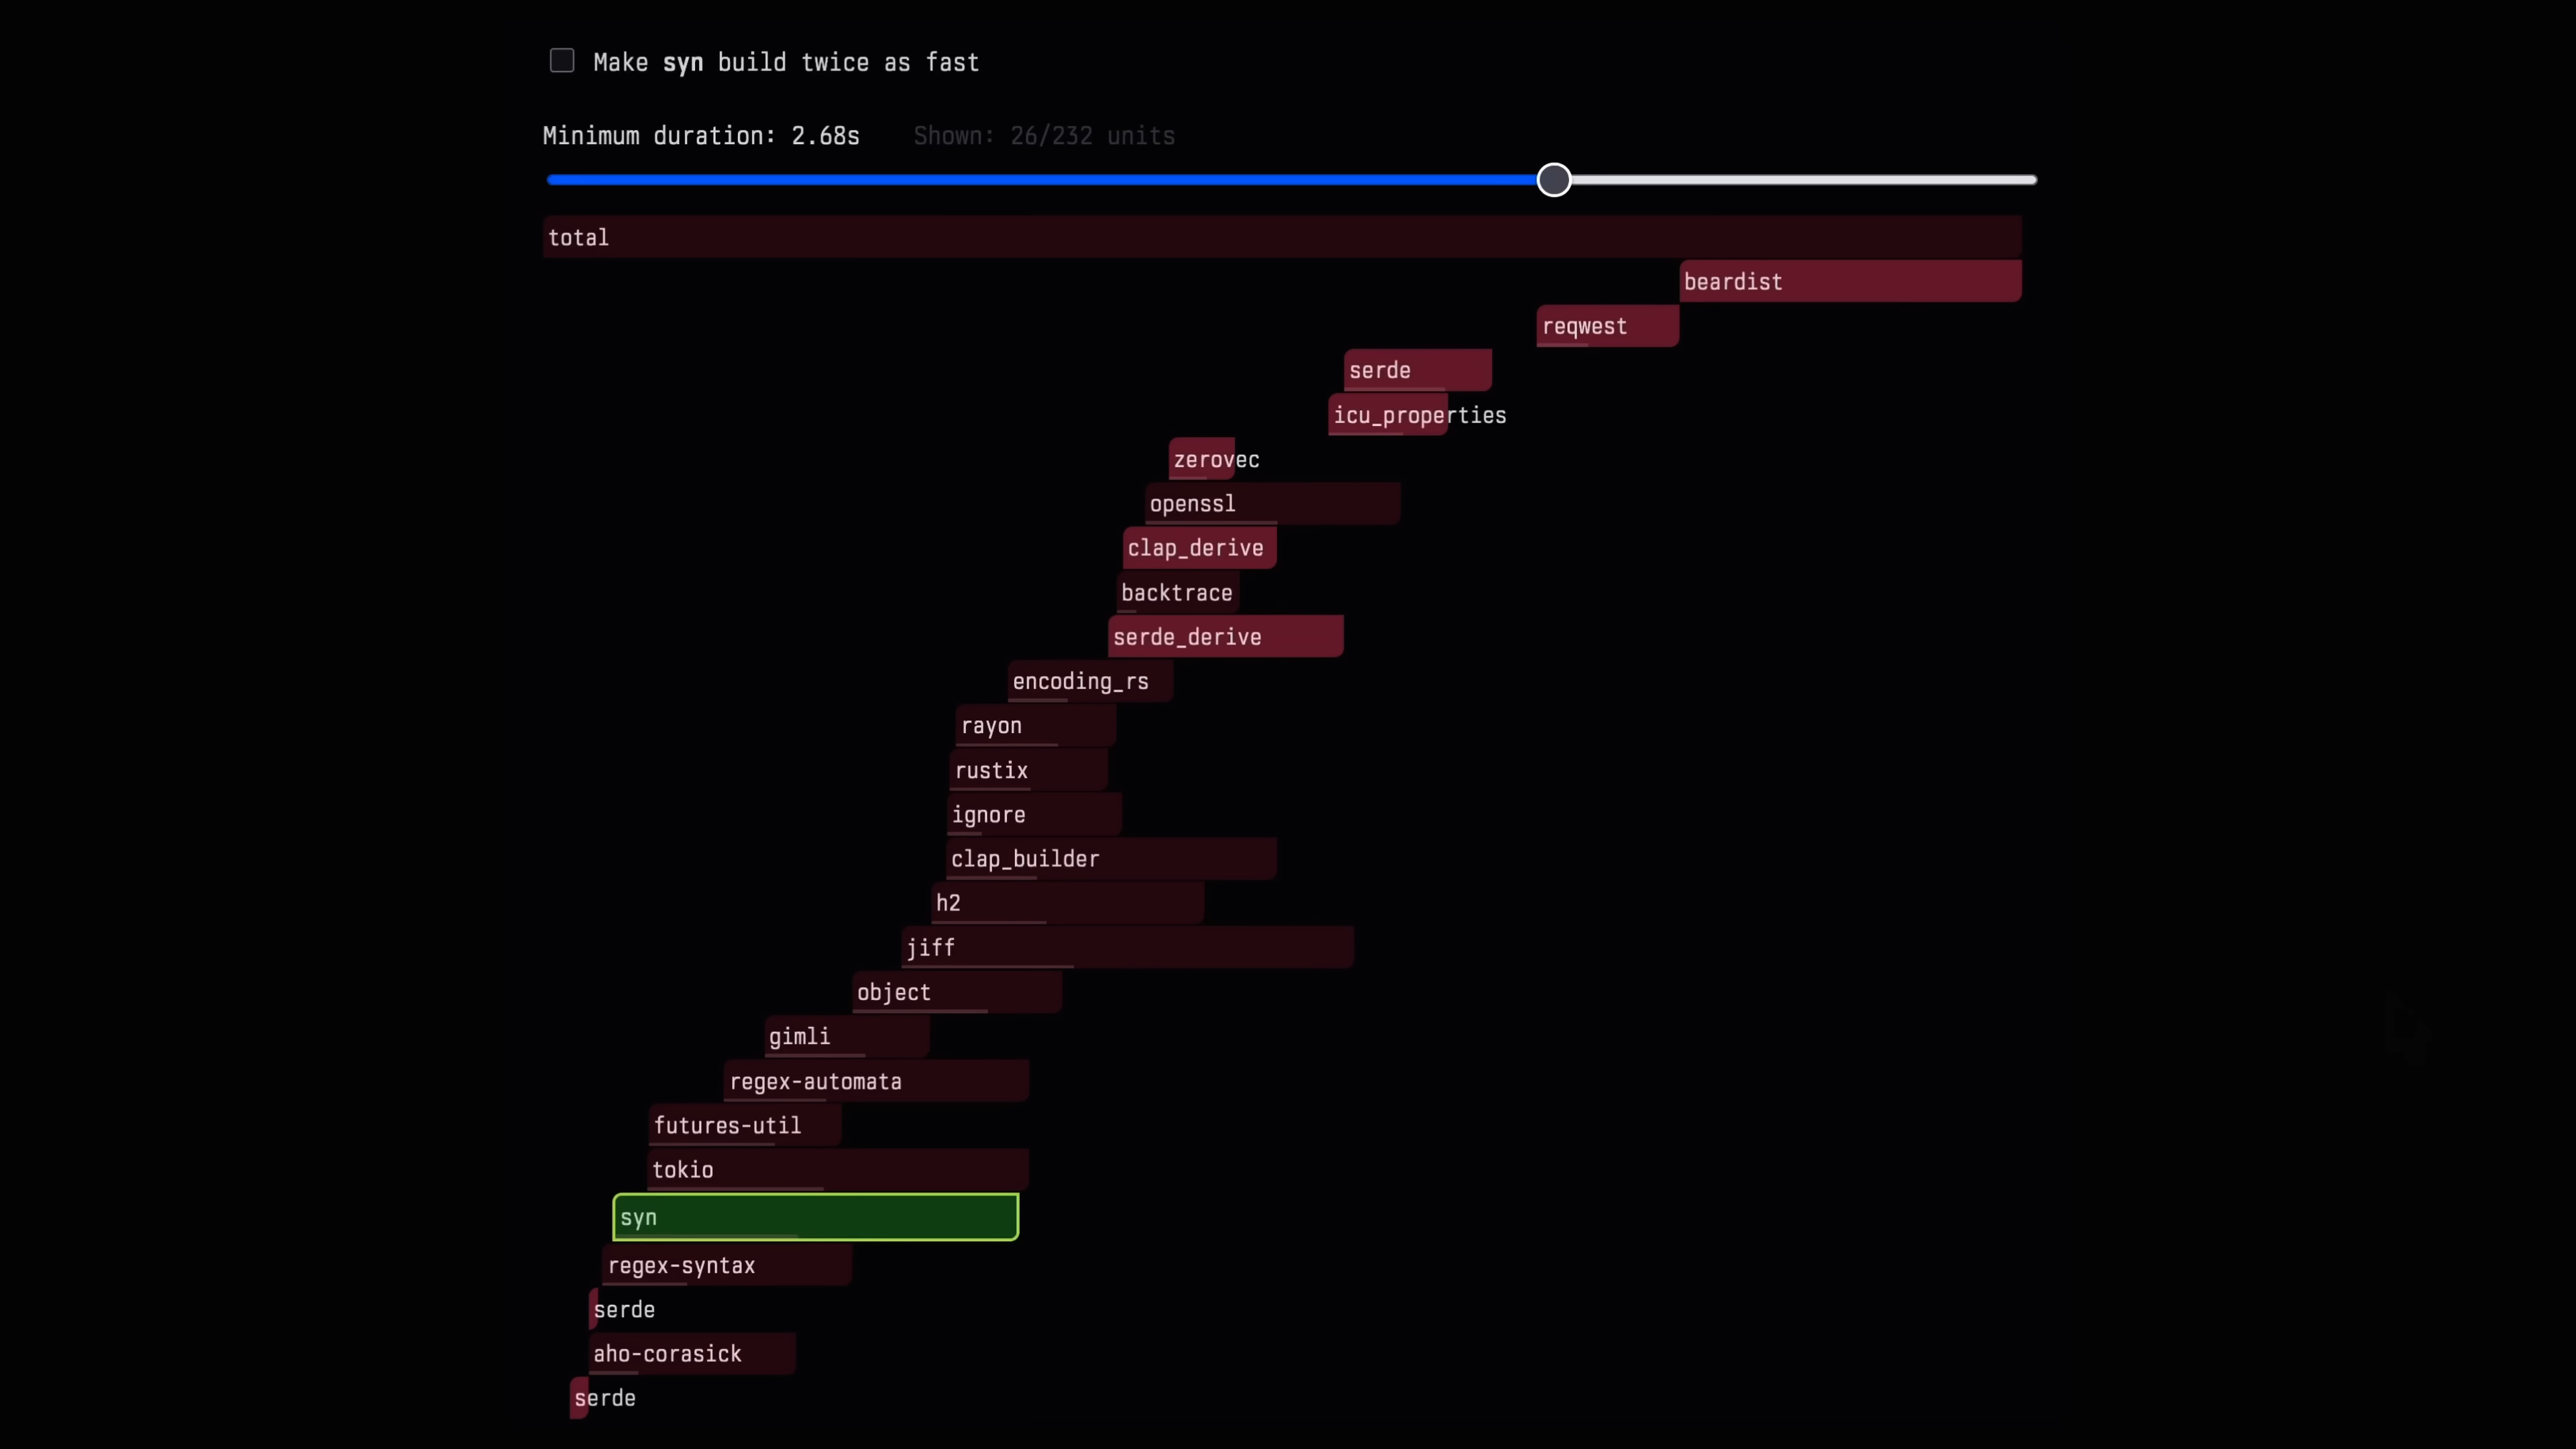 Make syn build twice as fast
Minimum duration: 2.68s Shown: 26/232 units
total
beardist
reqwest
serde
icu_properties
zerovec
openssl
clap_derive
backtrace
serde_derive
encoding_rs
rayon
rustix
ignore
clap_builder
h2
jiff
object
gimli
regex-automata
futures-util
tokio
syn
regex-syntax
serde
aho-corasick
serde